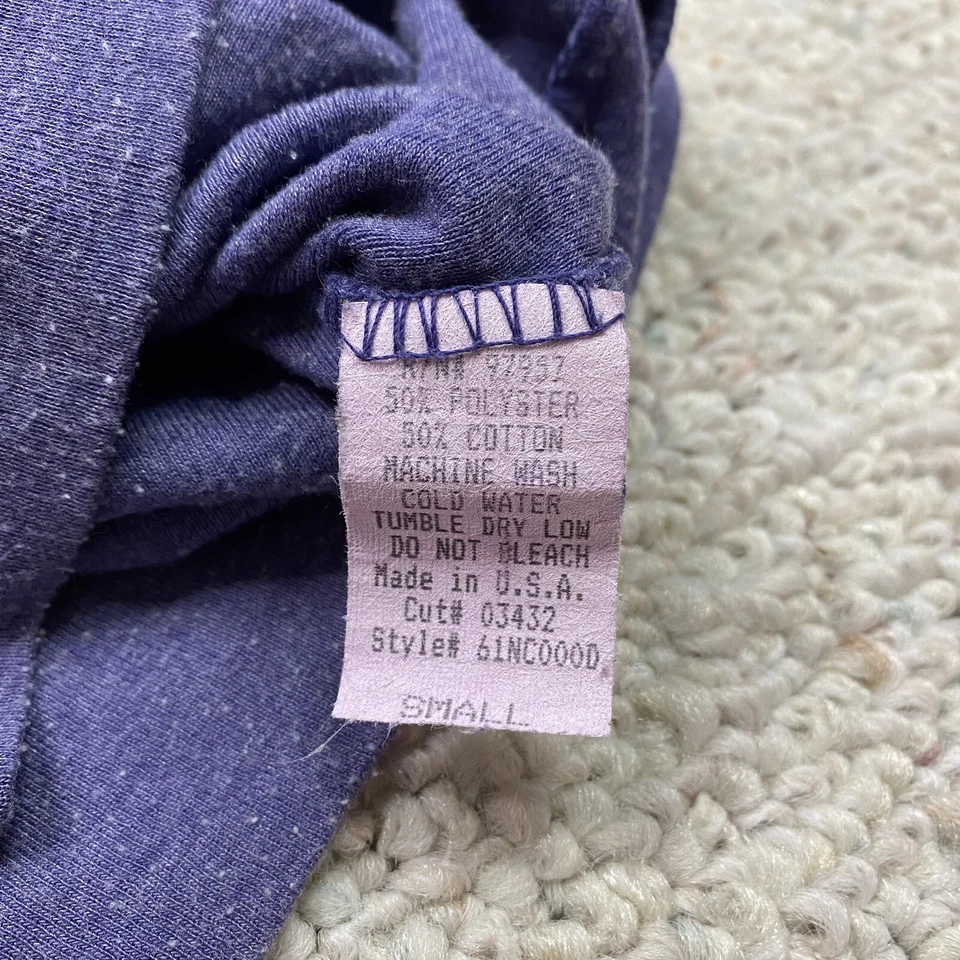 50% POLYSTER
50% COTTON
MACHINE WASH
COLD WATER
TUMBLE DRY LOW
DO NOT BLEACH
Made in U.S.A.
Cut# 03432
Style# 61NC000D
SMALL